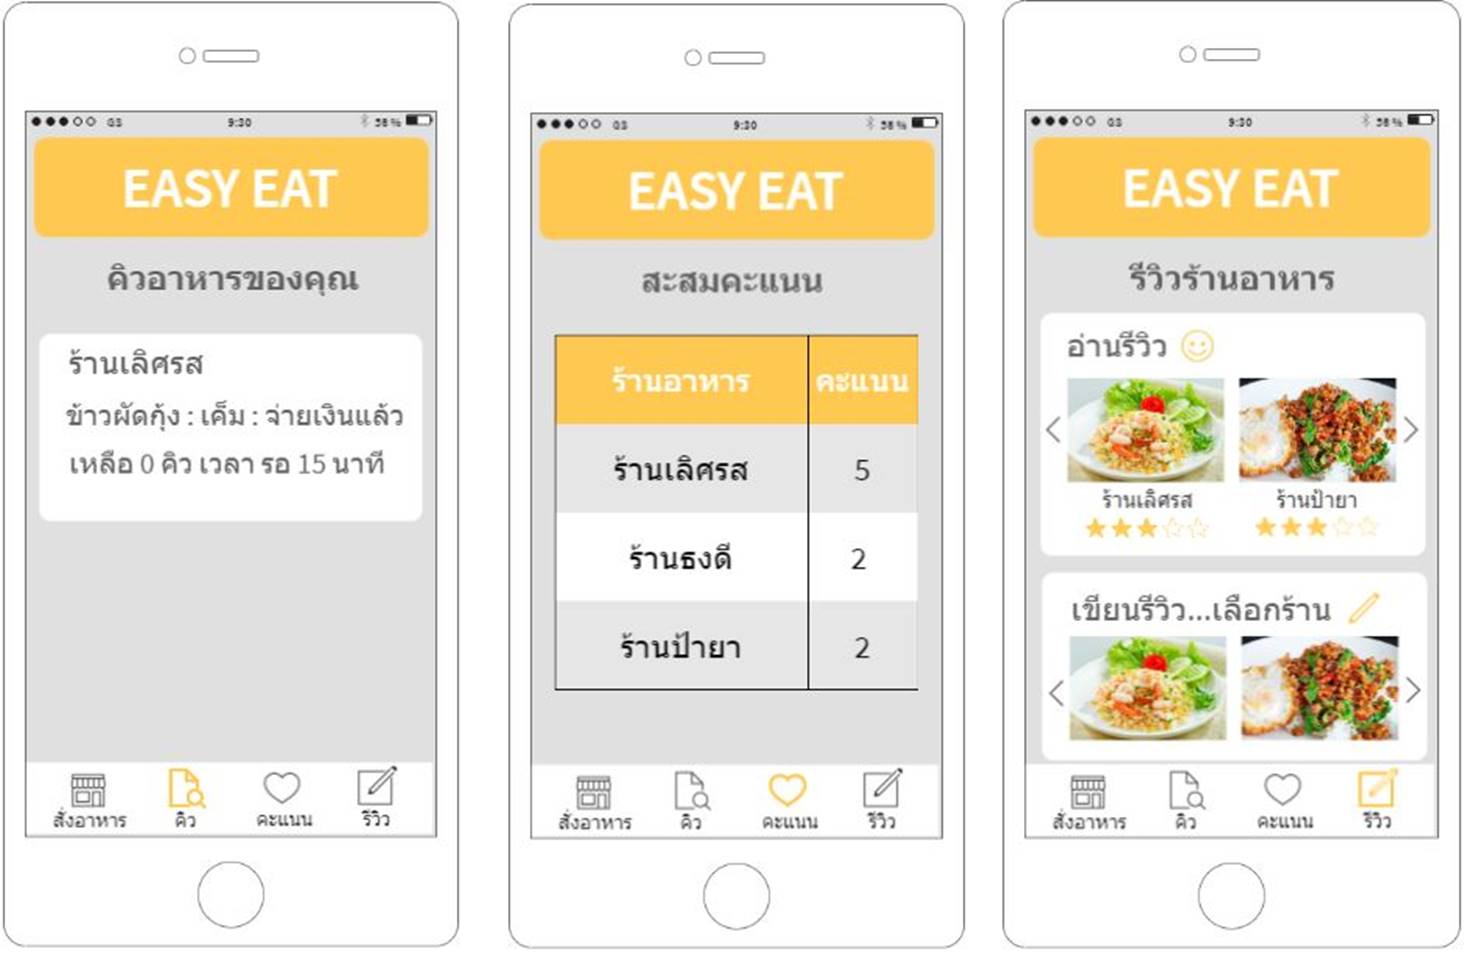 GS 9:30 58 %
EASY EAT
คิวอาหารของคุณ
ร้านเลิศรส
ข้าวผัดกุ้ง : เค็ม : จ่ายเงินแล้ว
เหลือ 0 คิว เวลา รอ 15 นาที
สั่งอาหาร คิว คะแนน รีวิว
GS 9:30 58 %
EASY EAT
สะสมคะแนน
ร้านอาหาร คะแนน
ร้านเลิศรส 5
ร้านธงดี 2
ร้านป้ายา 2
สั่งอาหาร คิว คะแนน รีวิว
GS 9:30 58 %
EASY EAT
รีวิวร้านอาหาร
อ่านรีวิว
ร้านเลิศรส ร้านป้ายา
เขียนรีวิว...เลือกร้าน
สั่งอาหาร คิว คะแนน รีวิว